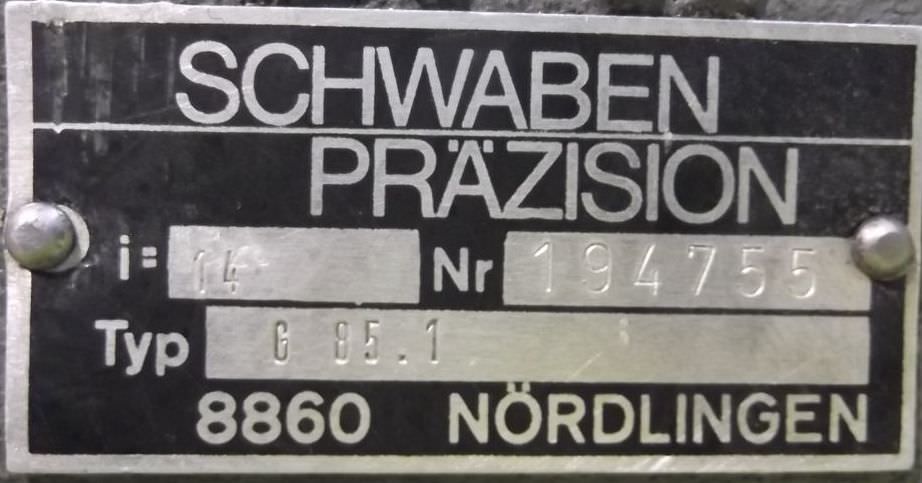 SCHWABEN
PRÄZISION
i= 14 Nr 194755
Typ G 85.1
8860 NÖRDLINGEN